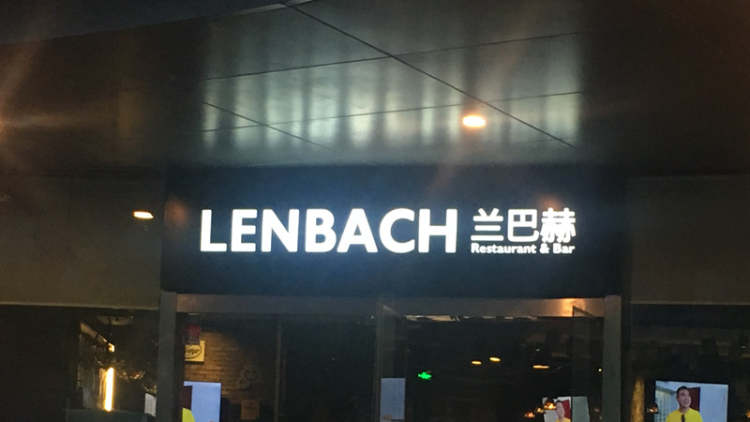 LENBACH 兰巴赫
Restaurant & Bar